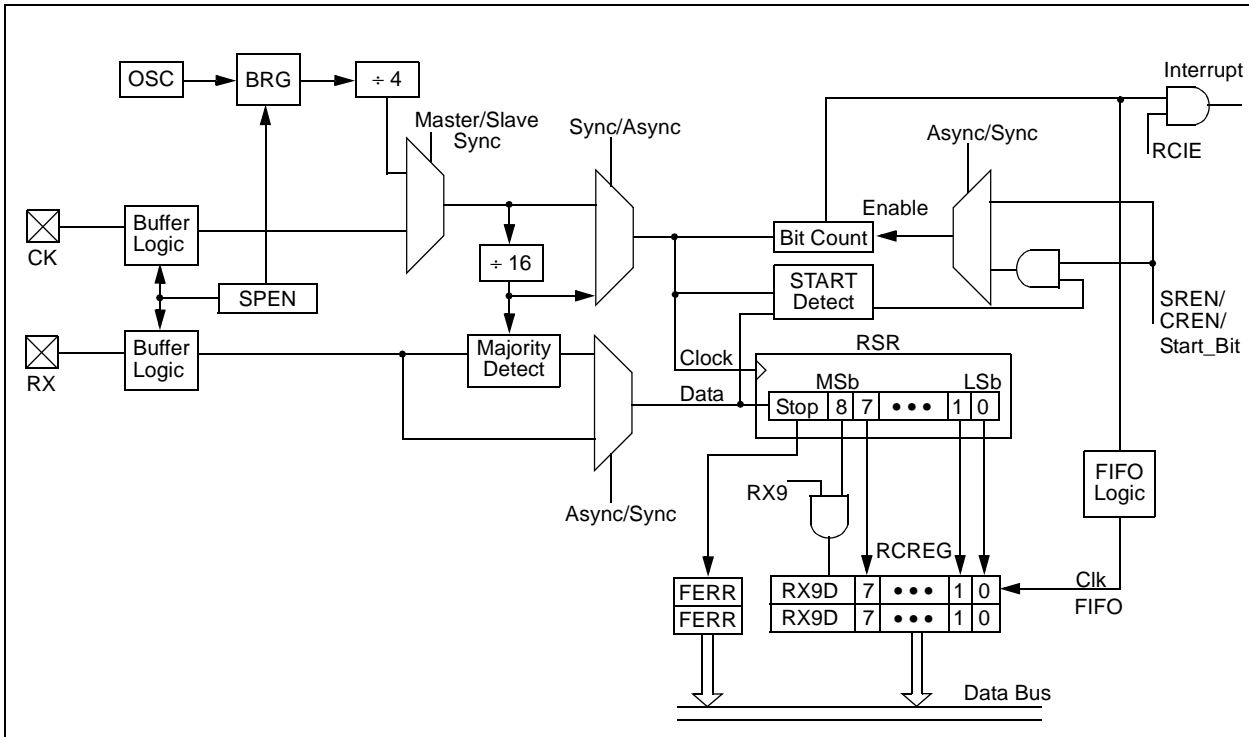 OSC
BRG
÷ 4
Interrupt
Master/Slave
Sync
Sync/Async
Async/Sync
RCIE
CK
Buffer
Logic
Enable
Bit Count
÷ 16
SPEN
START
Detect
SREN/
CREN/
Start_Bit
RX
Buffer
Logic
Majority
Detect
Clock
RSR
Data
MSb
LSb
Stop 8 7 ••• 1 0
Async/Sync
RX9
FIFO
Logic
RCREG
Clk
FIFO
FERR
RX9D 7 ••• 1 0
FERR
RX9D 7 ••• 1 0
Data Bus